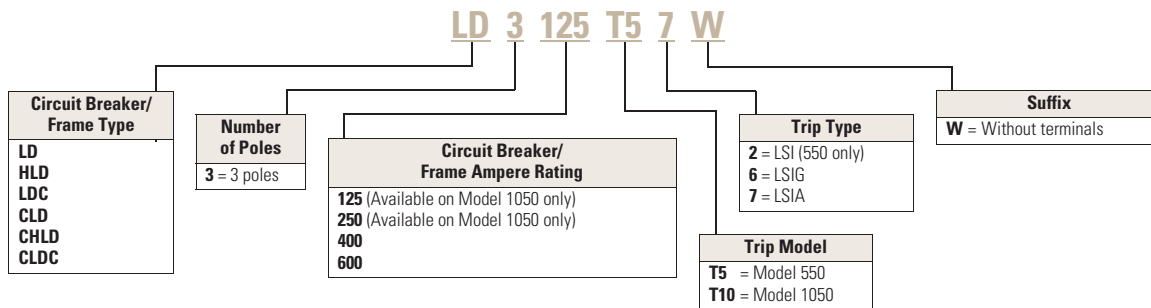 LD 3 125 T5 7 W
Circuit Breaker/
Frame Type
LD
HLD
LDC
CLD
CHLD
CLDC
Number
of Poles
3 = 3 poles
Circuit Breaker/
Frame Ampere Rating
125 (Available on Model 1050 only)
250 (Available on Model 1050 only)
400
600
Trip Model
T5 = Model 550
T10 = Model 1050
Trip Type
2 = LSI (550 only)
6 = LSIG
7 = LSIA
Suffix
W = Without terminals